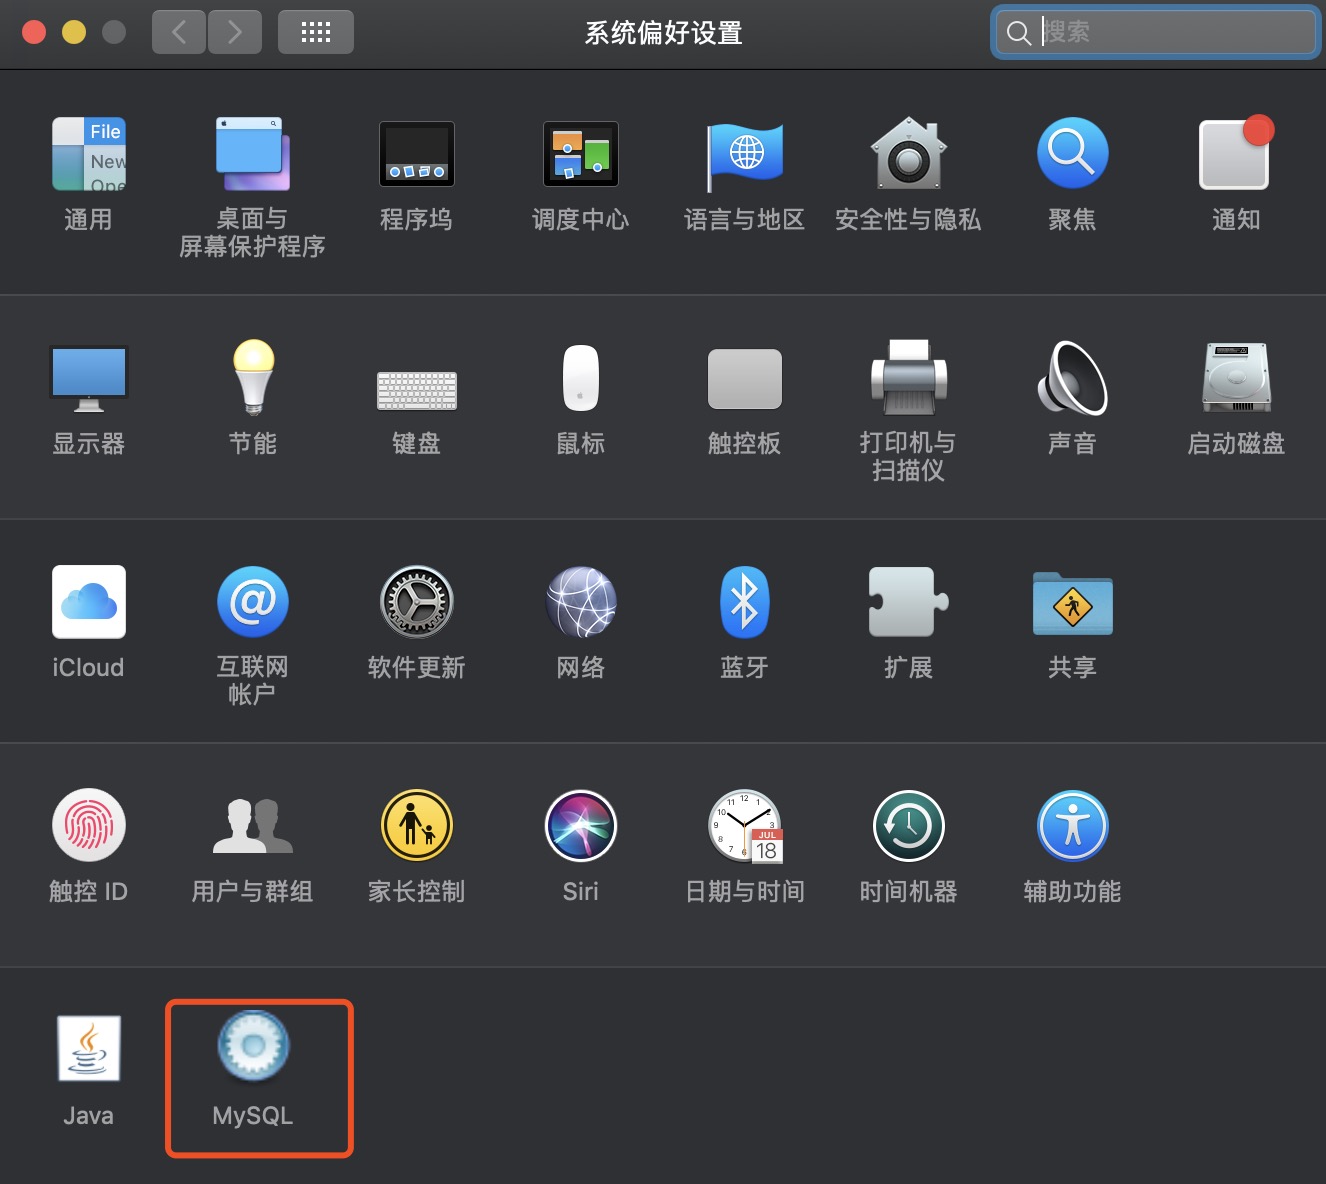 系统偏好设置
搜索
File
New
Ope
通用
桌面与
屏幕保护程序
程序坞
调度中心
语言与地区
安全性与隐私
聚焦
通知
显示器
节能
键盘
鼠标
触控板
打印机与
扫描仪
声音
启动磁盘
iCloud
@
互联网
帐户
软件更新
网络
蓝牙
扩展
共享
触控 ID
用户与群组
家长控制
Siri
JUL
18
日期与时间
时间机器
辅助功能
Java
MySQL